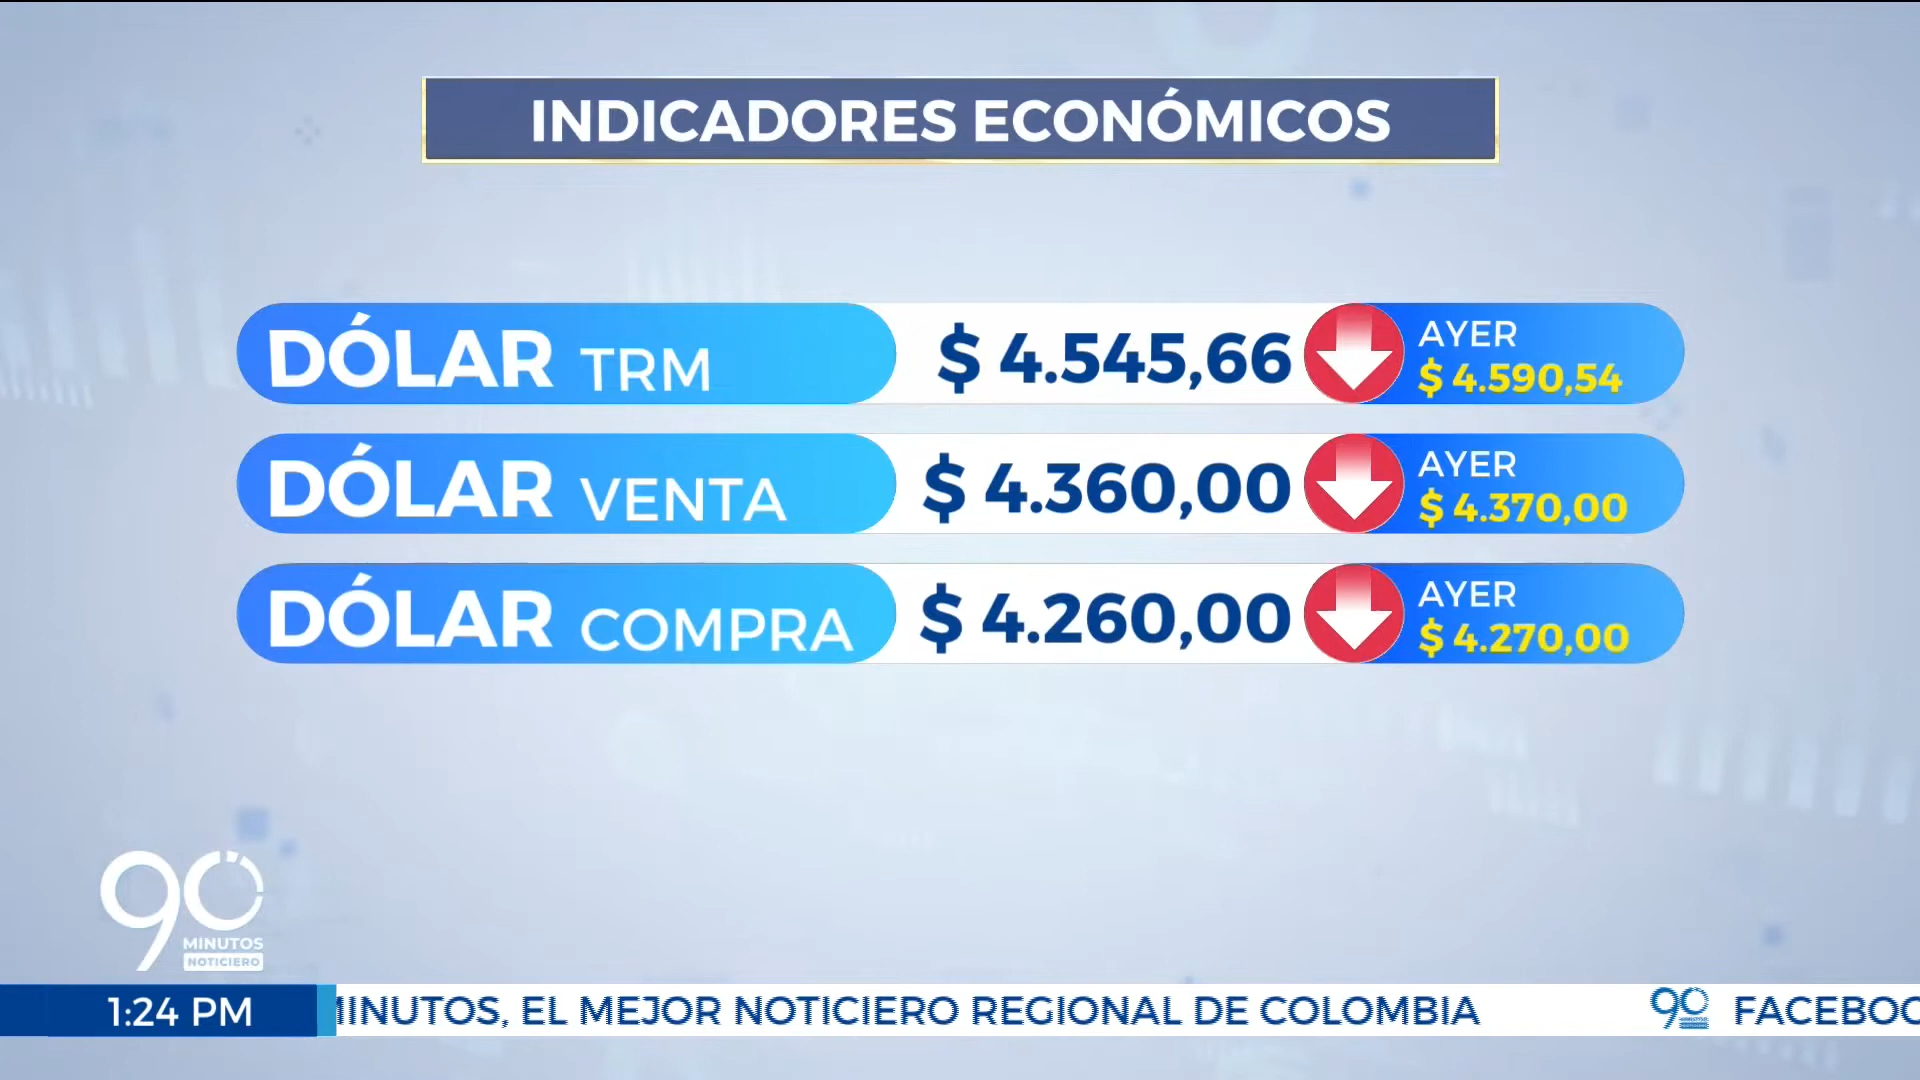 INDICADORES ECONÓMICOS
DÓLAR TRM $ 4.545,66 AYER $ 4.590,54
DÓLAR VENTA $ 4.360,00 AYER $ 4.370,00
DÓLAR COMPRA $ 4.260,00 AYER $ 4.270,00
90
MINUTOS
NOTICIERO
1:24 PM MINUTOS, EL MEJOR NOTICIERO REGIONAL DE COLOMBIA 90 FACEBOO